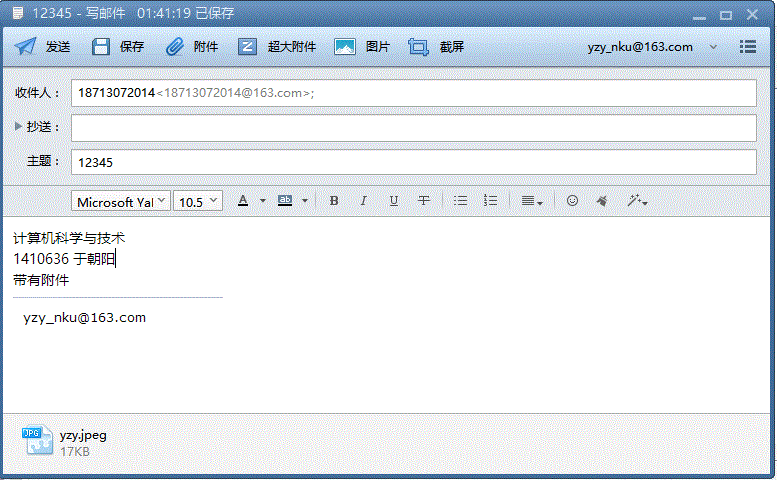 12345 - 写邮件 01:41:19 已保存
发送 保存 附件 超大附件 图片 截屏 yzy_nku@163.com
收件人： 18713072014<18713072014@163.com>;
抄送：
主题： 12345
Microsoft Yal 10.5 A ab B I U T
计算机科学与技术
1410636 于朝阳
带有附件
yzy_nku@163.com
JPG yzy.jpeg
17KB